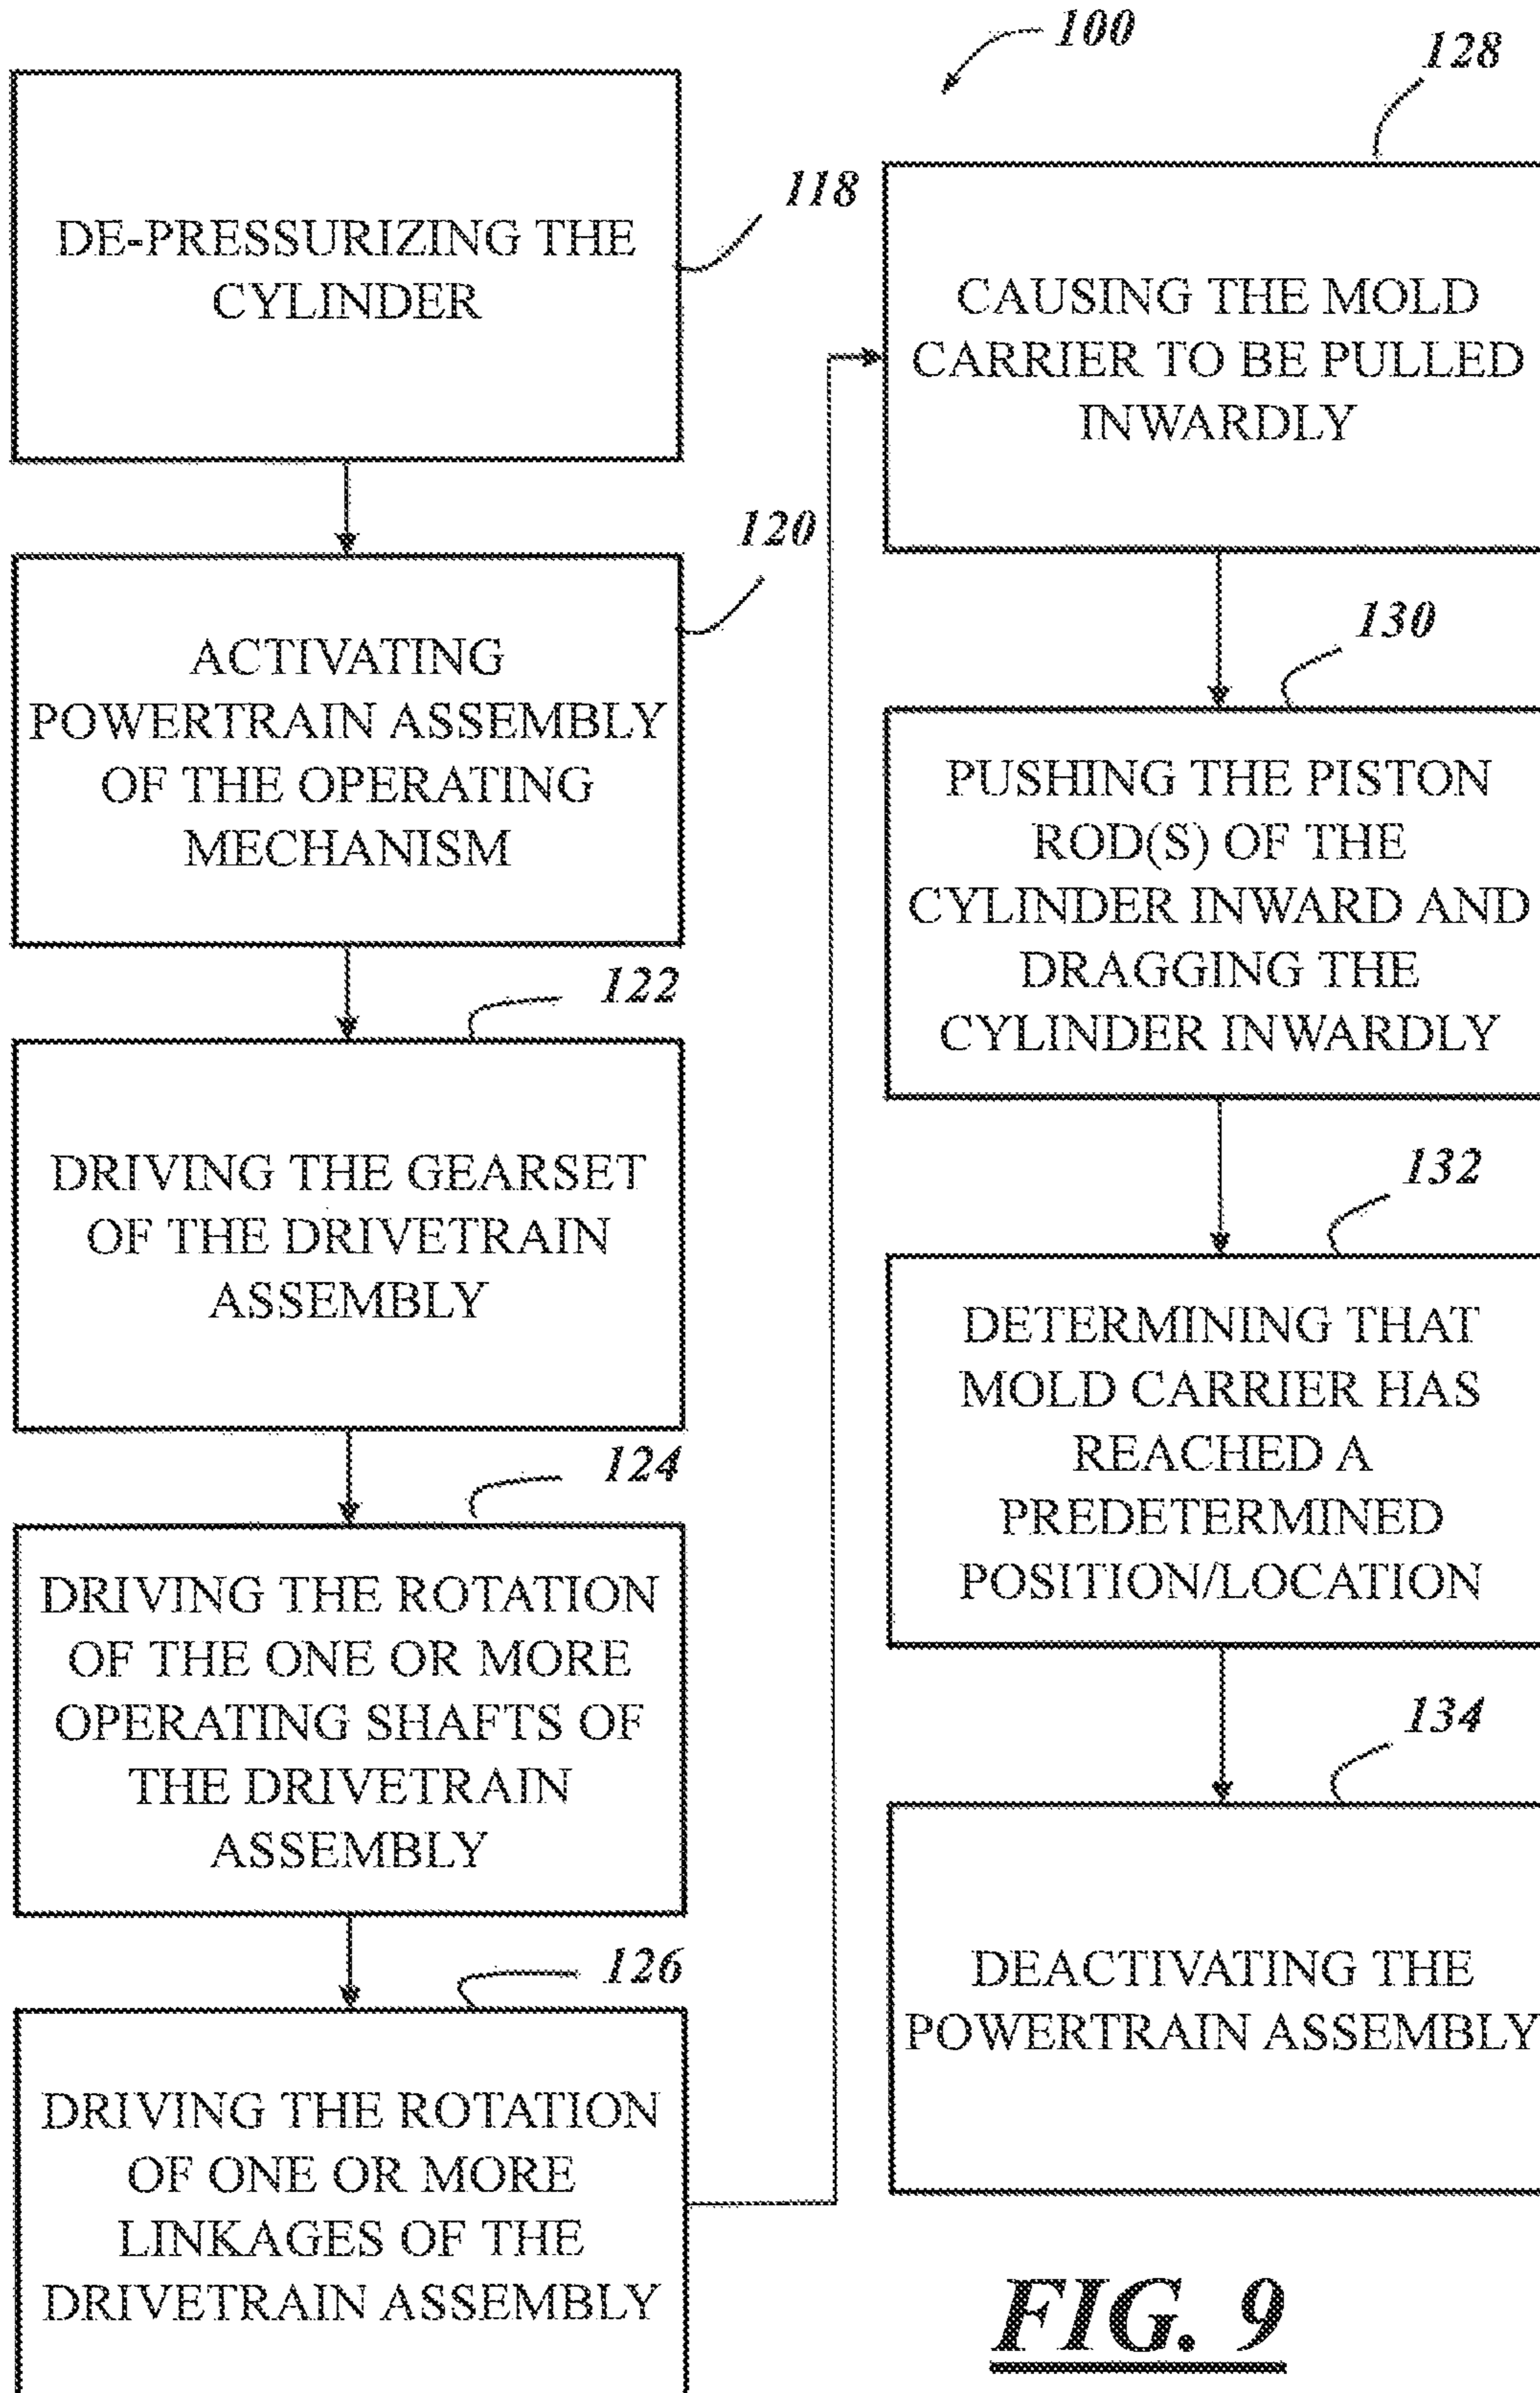 100
DE-PRESSURIZING THE
CYLINDER
118
ACTIVATING
POWERTRAIN ASSEMBLY
OF THE OPERATING
MECHANISM
120
DRIVING THE GEARSET
OF THE DRIVETRAIN
ASSEMBLY
122
DRIVING THE ROTATION
OF THE ONE OR MORE
OPERATING SHAFTS OF
THE DRIVETRAIN
ASSEMBLY
124
DRIVING THE ROTATION
OF ONE OR MORE
LINKAGES OF THE
DRIVETRAIN ASSEMBLY
126
CAUSING THE MOLD
CARRIER TO BE PULLED
INWARDLY
128
PUSHING THE PISTON
ROD(S) OF THE
CYLINDER INWARD AND
DRAGGING THE
CYLINDER INWARDLY
130
DETERMINING THAT
MOLD CARRIER HAS
REACHED A
PREDETERMINED
POSITION/LOCATION
132
DEACTIVATING THE
POWERTRAIN ASSEMBLY
134
FIG. 9